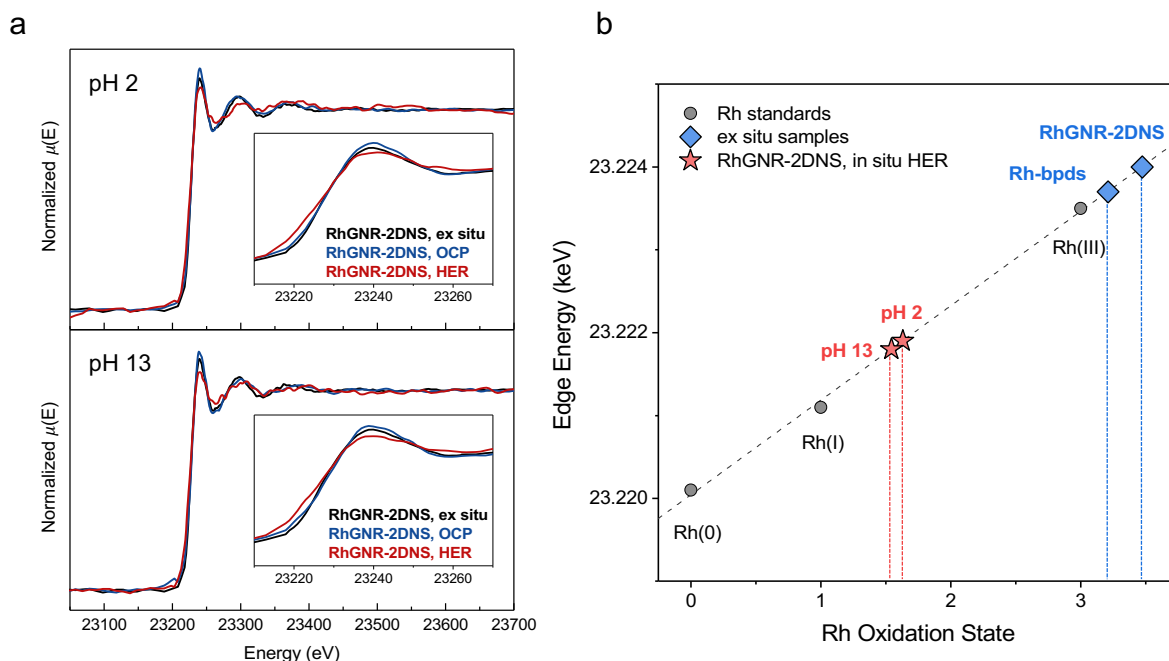 a
pH 2
Normalized μ(E)
RhGNR-2DNS, ex situ
RhGNR-2DNS, OCP
RhGNR-2DNS, HER
23220 23240 23260
pH 13
Normalized μ(E)
RhGNR-2DNS, ex situ
RhGNR-2DNS, OCP
RhGNR-2DNS, HER
23220 23240 23260
23100 23200 23300 23400 23500 23600 23700
Energy (eV)
b
Rh standards
ex situ samples
RhGNR-2DNS, in situ HER
RhGNR-2DNS
Rh-bpds
Rh(III)
pH 2
pH 13
Rh(I)
Rh(0)
23.224
23.222
23.220
Edge Energy (keV)
0 1 2 3
Rh Oxidation State